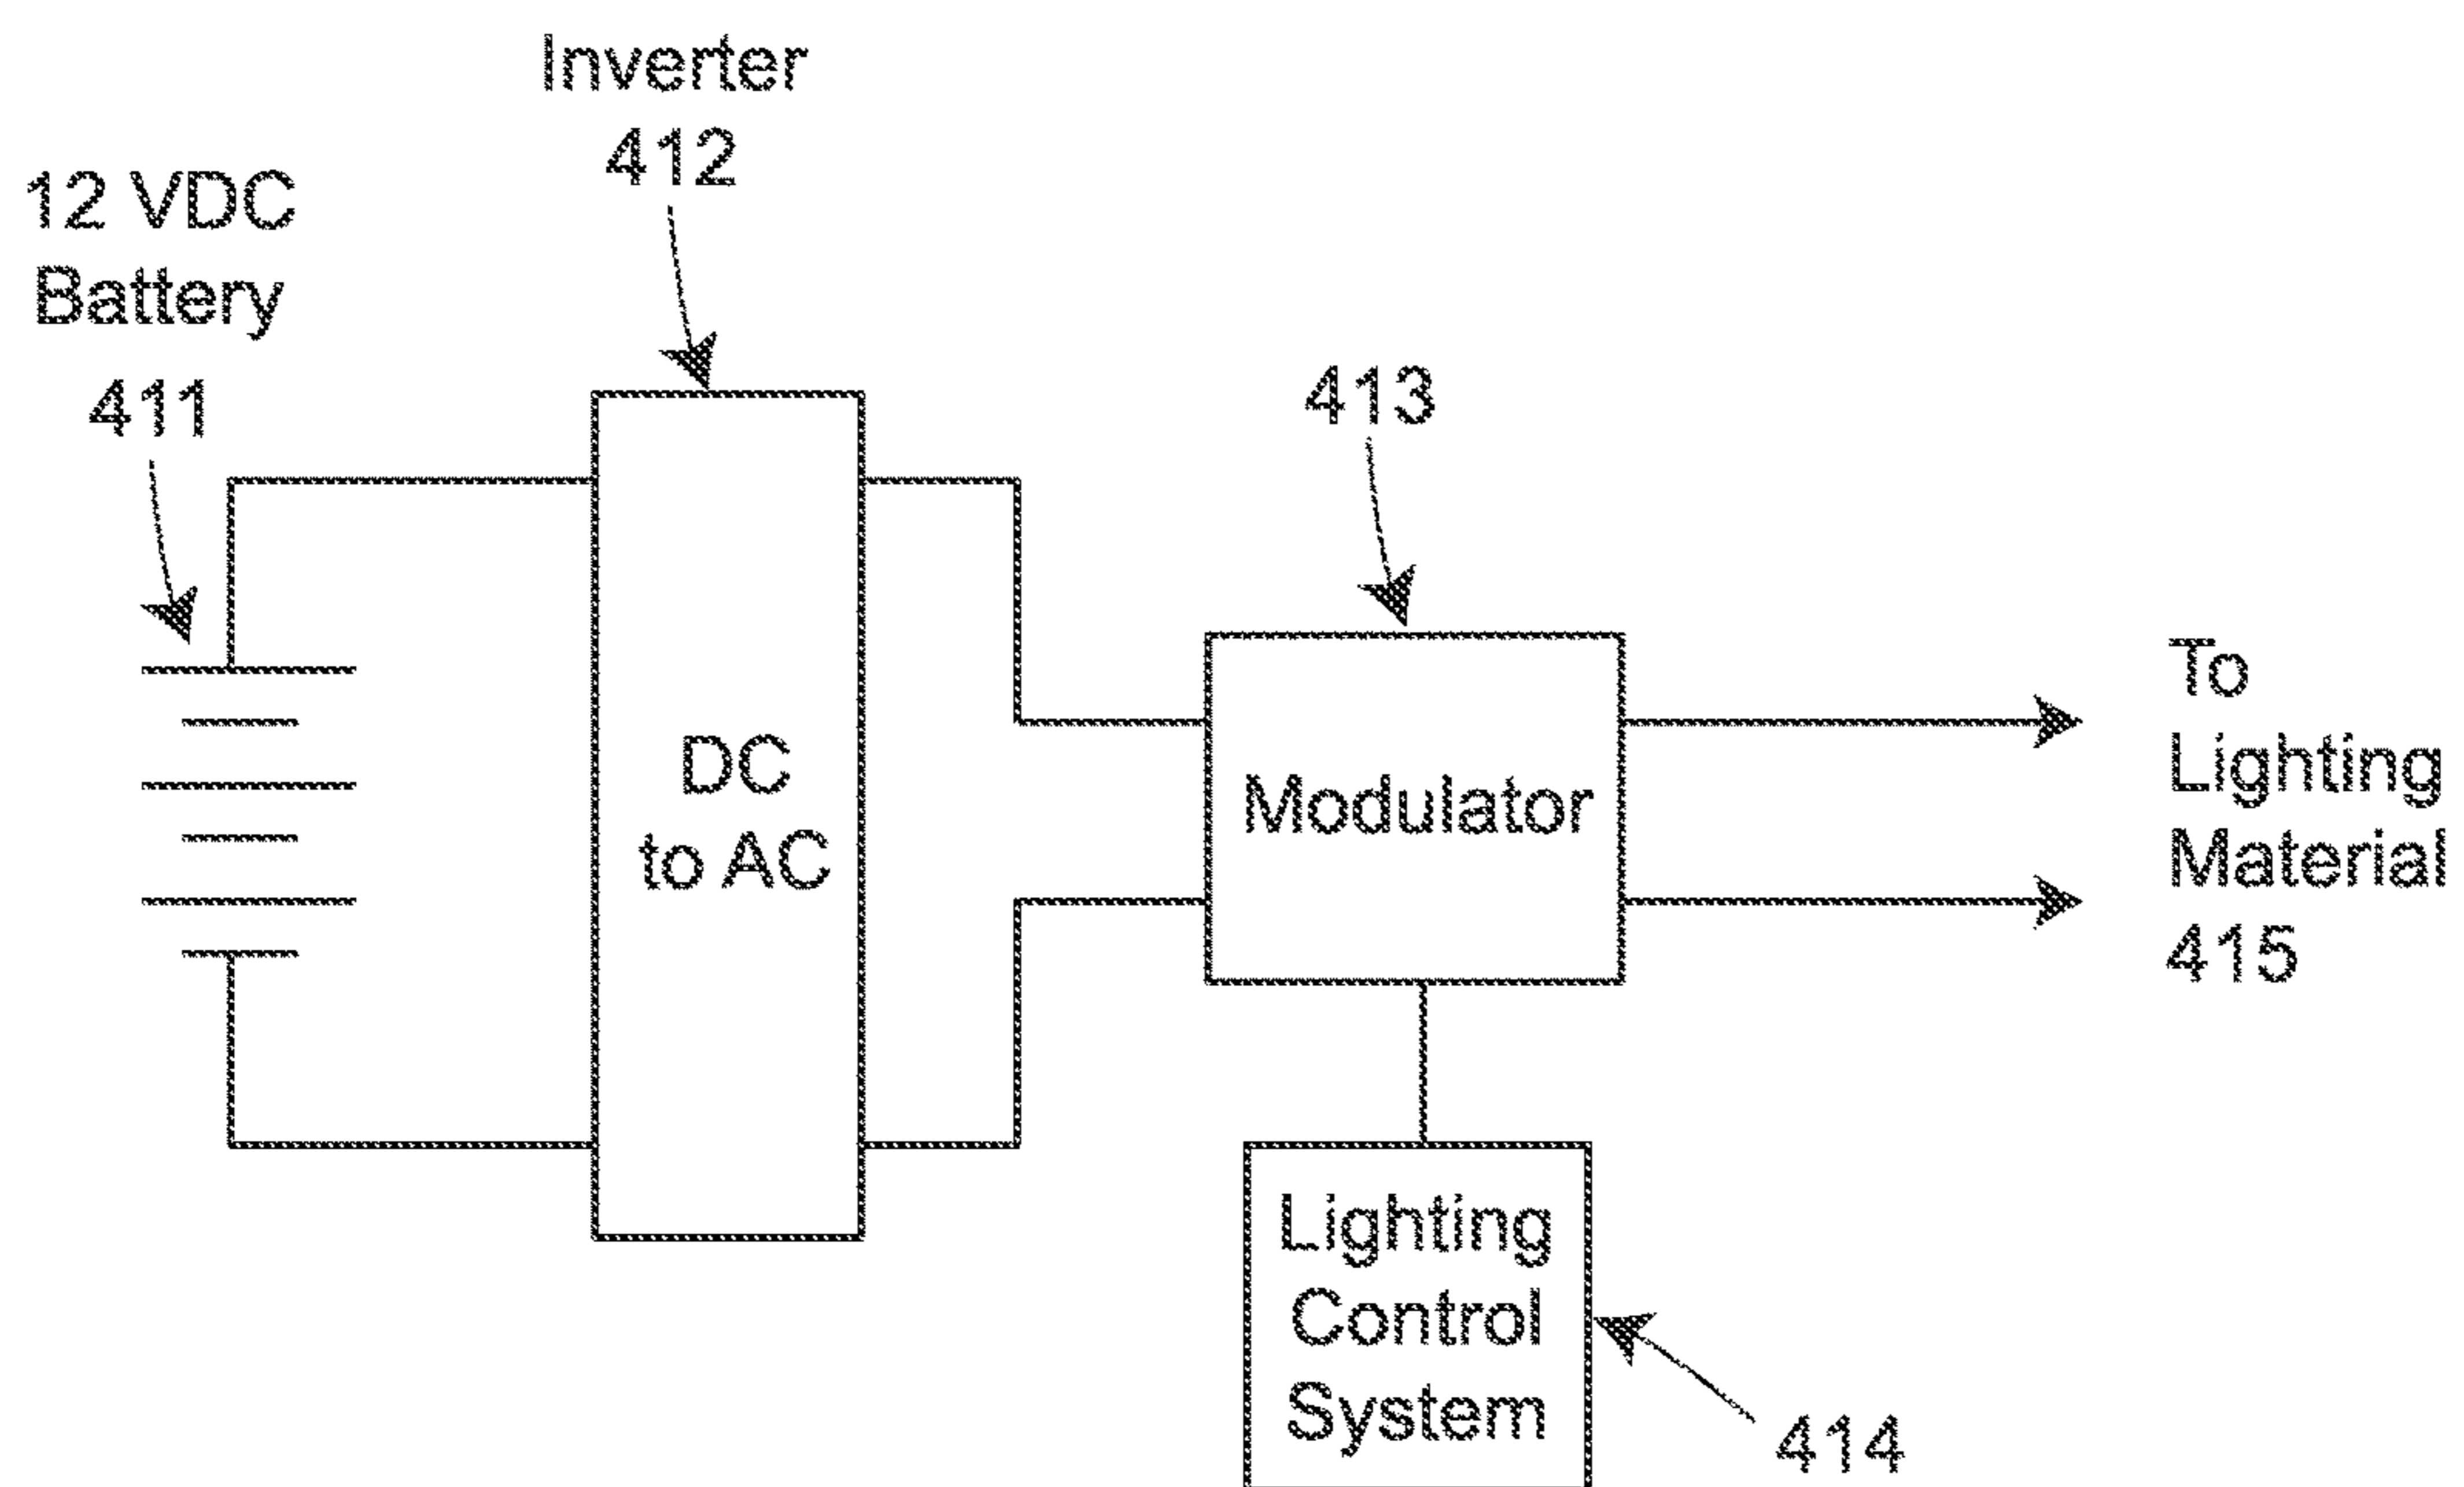 Inverter
412
12 VDC
Battery
411
413
DC
to AC
Modulator
To
Lighting
Material
415
Lighting
Control
System
414